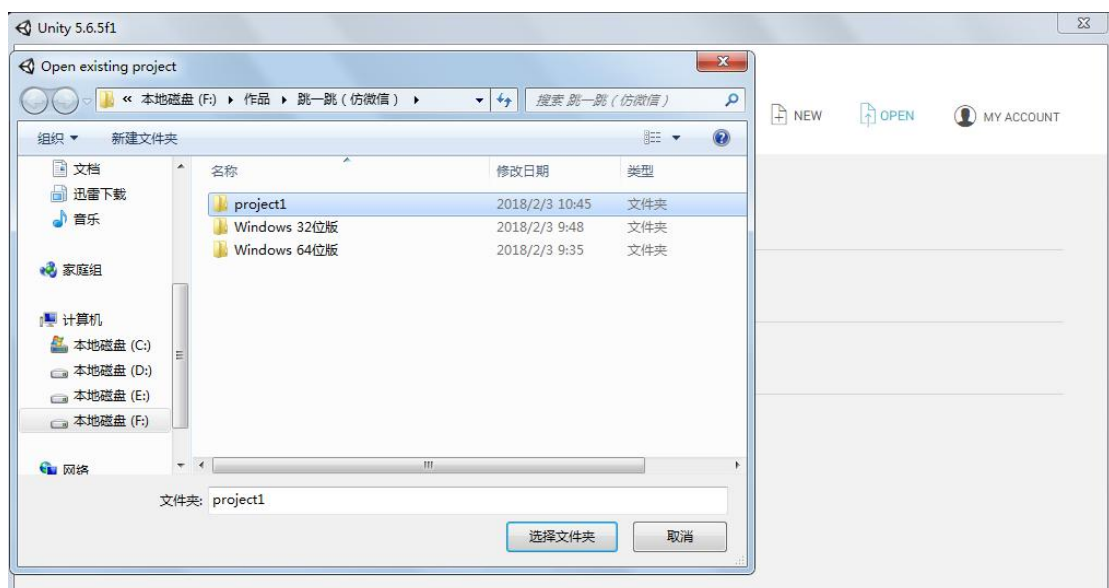 Unity 5.6.5f1
Open existing project
« 本地磁盘 (F:) 作品 跳一跳（仿微信）
搜索 跳一跳（仿微信）
NEW OPEN MY ACCOUNT
组织 新建文件夹
文档
迅雷下载
音乐
家庭组
计算机
本地磁盘 (C:)
本地磁盘 (D:)
本地磁盘 (E:)
本地磁盘 (F:)
网络
名称 修改日期 类型
project1 2018/2/3 10:45 文件夹
Windows 32位版 2018/2/3 9:48 文件夹
Windows 64位版 2018/2/3 9:35 文件夹
文件夹: project1
选择文件夹 取消